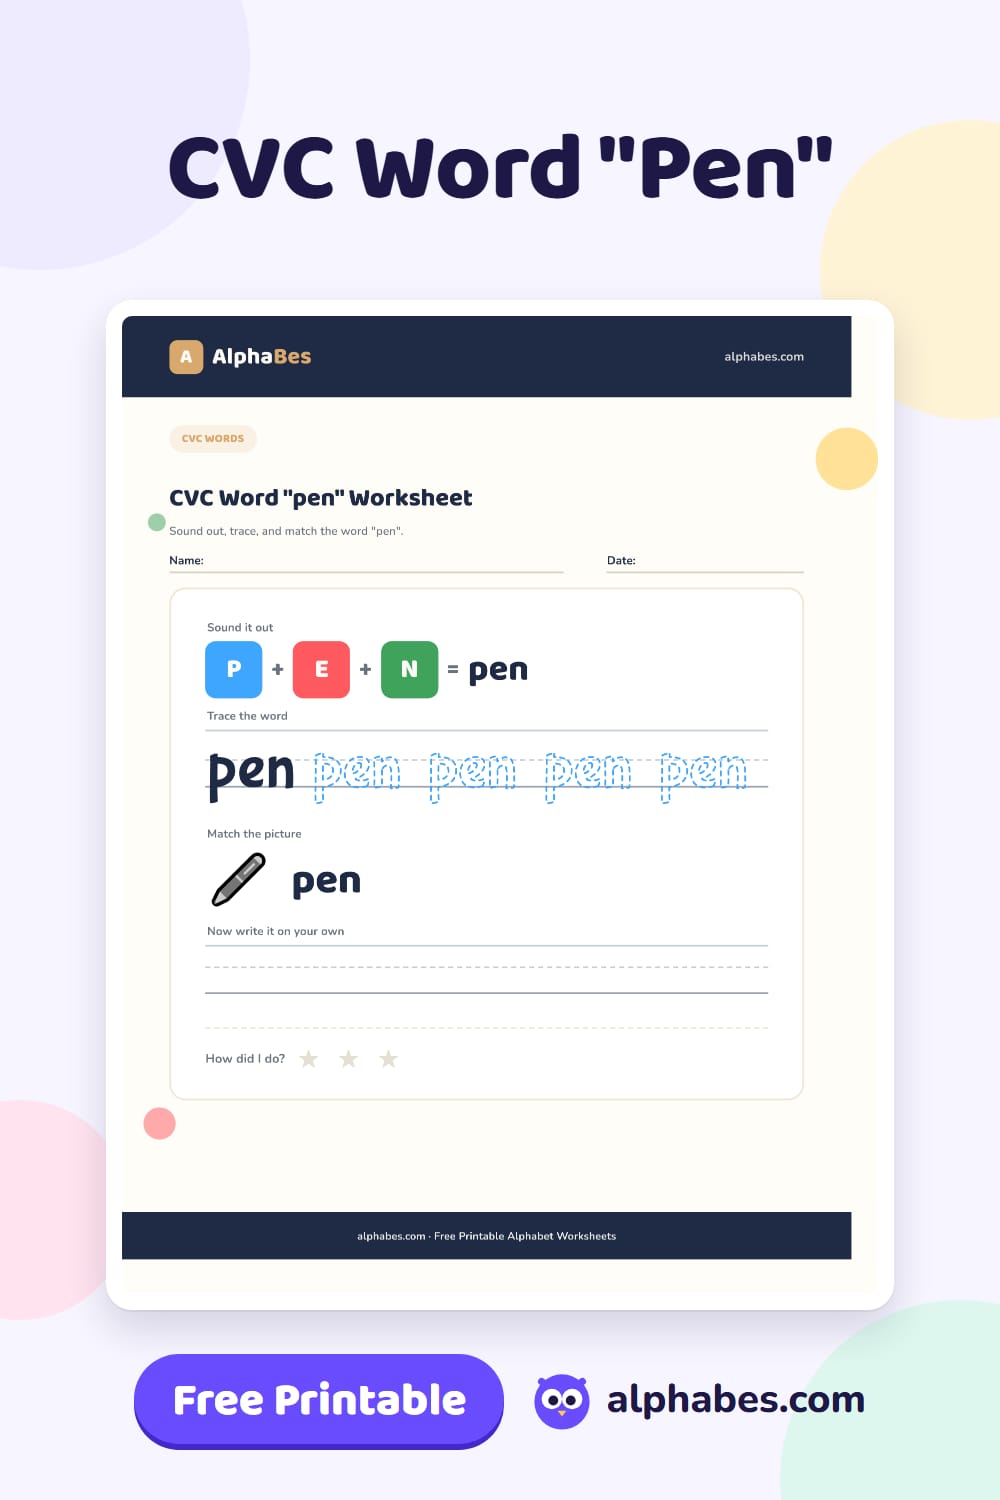 CVC Word "Pen"
A AlphaBes
alphabes.com
CVC WORDS
CVC Word "pen" Worksheet
Sound out, trace, and match the word "pen".
Name:
Date:
Sound it out
P + E + N = pen
Trace the word
pen pen pen pen pen
Match the picture
pen
Now write it on your own
How did I do?
alphabes.com · Free Printable Alphabet Worksheets
Free Printable
alphabes.com